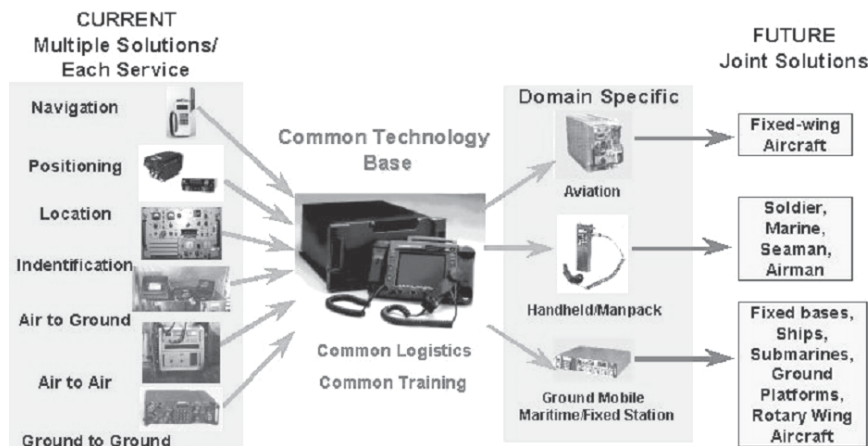 CURRENT
Multiple Solutions/
Each Service
Navigation
Positioning
Location
Indentification
Air to Ground
Air to Air
Ground to Ground
Common Technology
Base
Common Logistics
Common Training
Domain Specific
Aviation
Handheld/Manpack
Ground Mobile
Maritime/Fixed Station
FUTURE
Joint Solutions
Fixed-wing
Aircraft
Soldier,
Marine,
Seaman,
Airman
Fixed bases,
Ships,
Submarines,
Ground
Platforms,
Rotary Wing
Aircraft